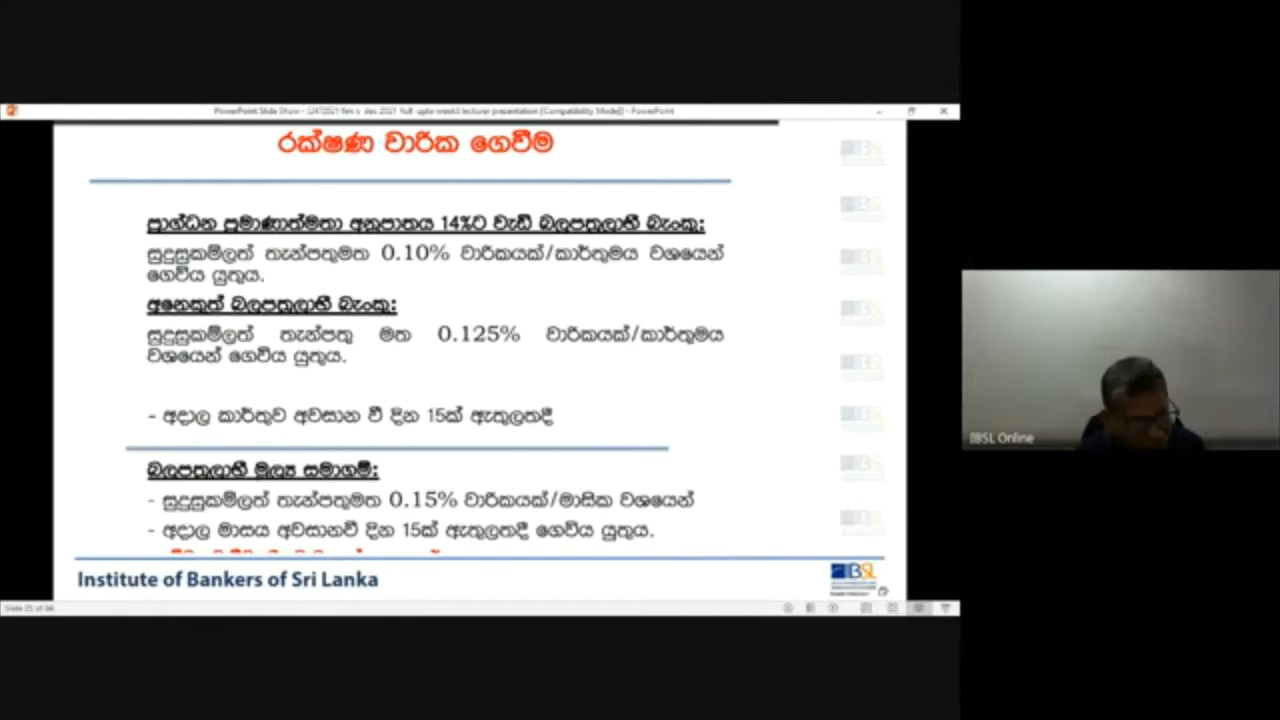 රක්ෂණ වාරික ගෙවීම
ප්‍රාග්ධන ප්‍රමාණාත්මතා අනුපාතය 14%ට වැඩි බලපත්‍රලාභී බැංකු:
සුදුසුකම්ලත් තැන්පතුමත 0.10% වාරිකයක්/කාර්තුමය වශයෙන්
ගෙවිය යුතුය.
අනෙකුත් බලපත්‍රලාභී බැංකු:
සුදුසුකම්ලත් තැන්පතු මත 0.125% වාරිකයක්/කාර්තුමය
වශයෙන් ගෙවිය යුතුය.
- අදාල කාර්තුව අවසාන වී දින 15ක් ඇතුලතදී
බලපත්‍රලාභී මූල්‍ය සමාගම්:
- සුදුසුකම්ලත් තැන්පතුමත 0.15% වාරිකයක්/මාසික වශයෙන්
- අදාල මාසය අවසානවී දින 15ක් ඇතුලතදී ගෙවිය යුතුය.
Institute of Bankers of Sri Lanka
IBSL
IBSL Online